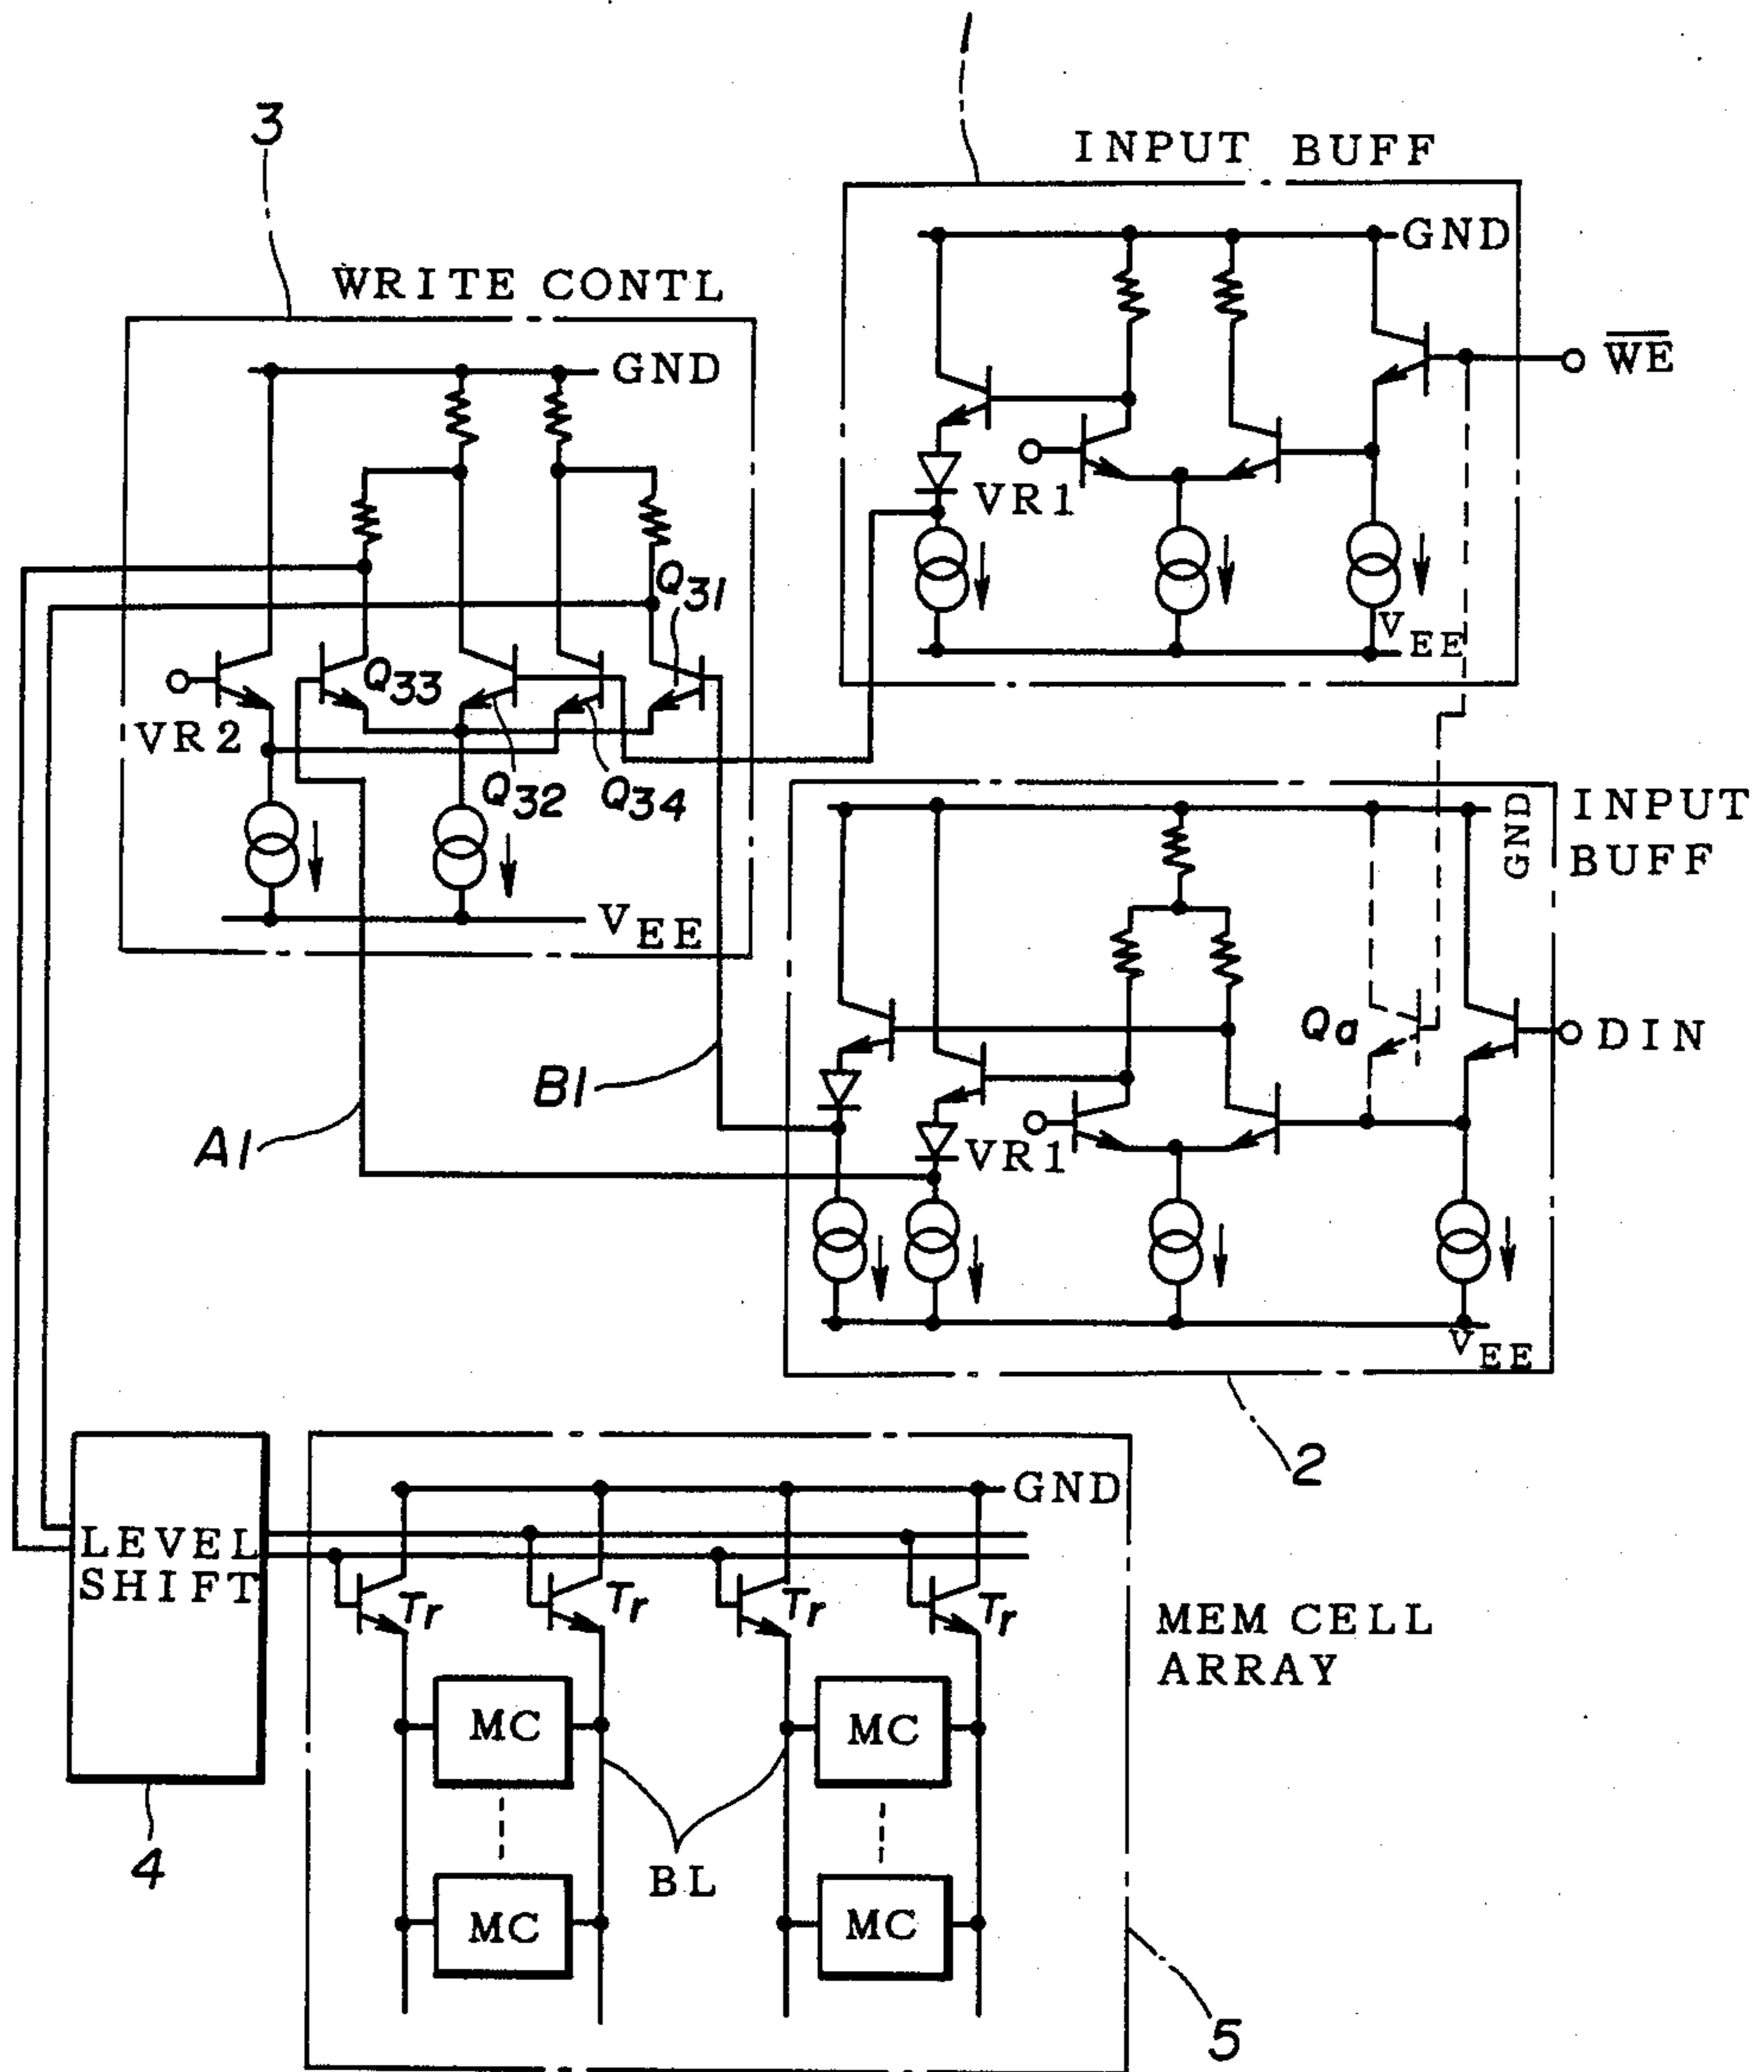 3
INPUT BUFF
GND
WRITE CONTL
GND
WE
VR1
Q31
VEE
Q33
VR2
Q32
Q34
GND
INPUT
BUFF
VEE
Qa
DIN
B1
A1
VR1
VEE
2
GND
LEVEL
SHIFT
Tr
Tr
Tr
Tr
MEM CELL
ARRAY
MC
MC
4
BL
MC
MC
5